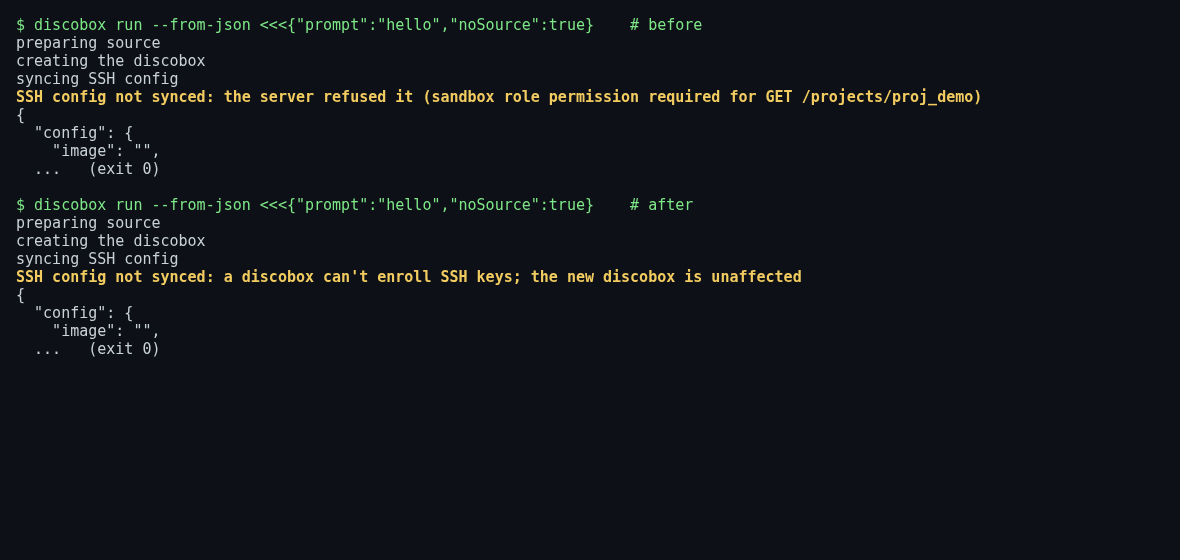 $ discobox run --from-json <<<{"prompt":"hello","noSource":true}    # before
preparing source
creating the discobox
syncing SSH config
SSH config not synced: the server refused it (sandbox role permission required for GET /projects/proj_demo)
{
  "config": {
    "image": "",
  ...   (exit 0)

$ discobox run --from-json <<<{"prompt":"hello","noSource":true}    # after
preparing source
creating the discobox
syncing SSH config
SSH config not synced: a discobox can't enroll SSH keys; the new discobox is unaffected
{
  "config": {
    "image": "",
  ...   (exit 0)